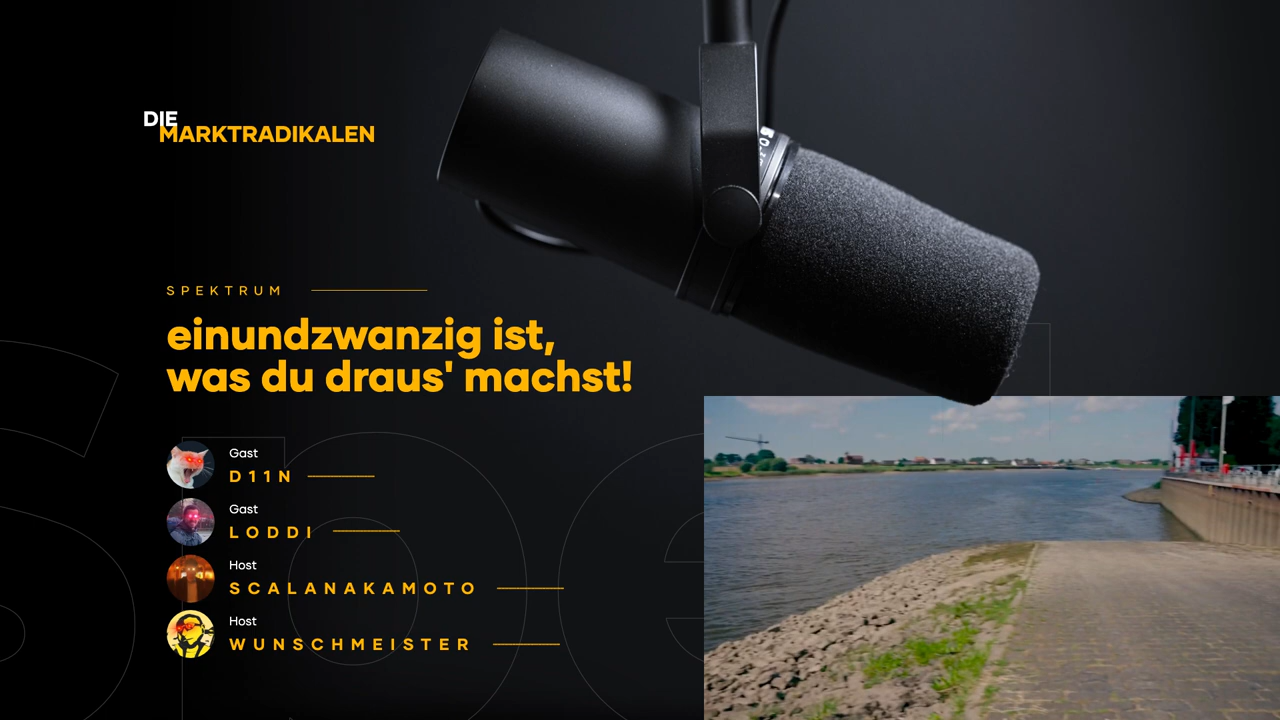 DIE
MARKTRADIKALEN
SPEKTRUM
einundzwanzig ist,
was du draus' machst!
Gast
D11N
Gast
LODDI
Host
SCALANAKAMOTO
Host
WUNSCHMEISTER